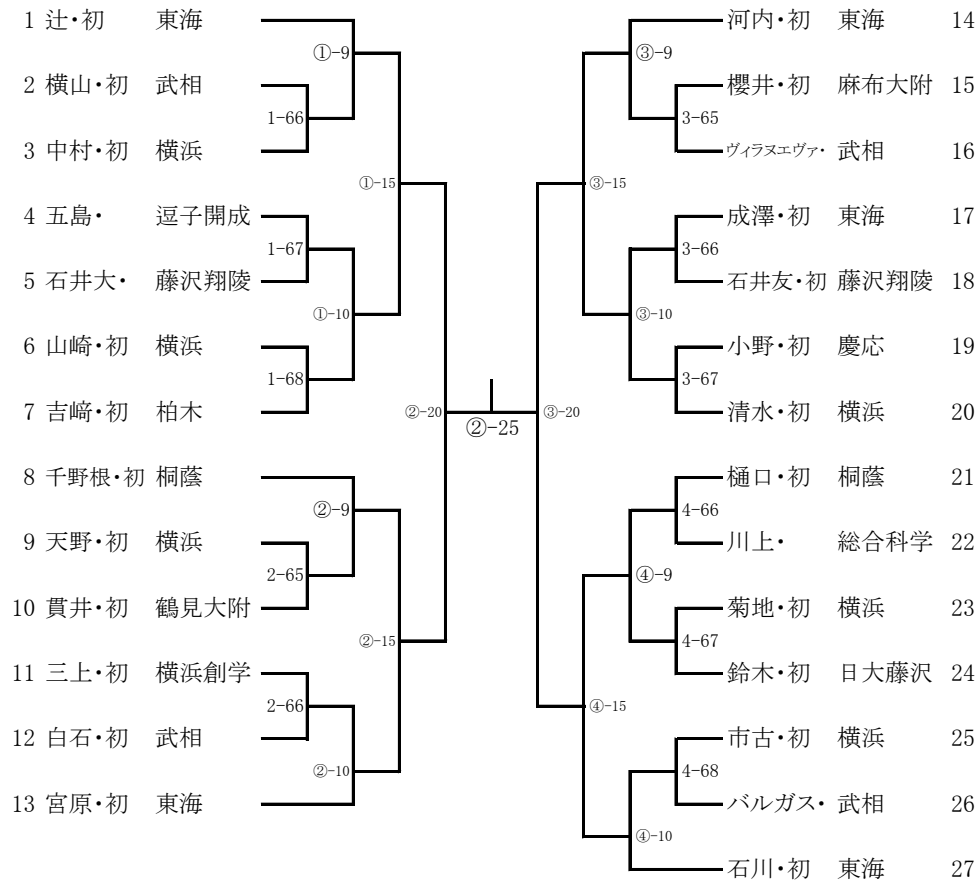 1 辻・初 東海
①-9
2 横山・初 武相
1-66
3 中村・初 横浜
①-15
4 五島・ 逗子開成
1-67
5 石井大・ 藤沢翔陵
①-10
6 山崎・初 横浜
1-68
7 吉﨑・初 柏木
②-20
②-25
8 千野根・初 桐蔭
②-9
9 天野・初 横浜
2-65
10 貫井・初 鶴見大附
②-15
11 三上・初 横浜創学
2-66
12 白石・初 武相
②-10
13 宮原・初 東海
河内・初 東海 14
③-9
櫻井・初 麻布大附 15
3-65
ヴィラヌエヴァ・ 武相 16
③-15
成澤・初 東海 17
3-66
石井友・初 藤沢翔陵 18
③-10
小野・初 慶応 19
3-67
清水・初 横浜 20
③-20
樋口・初 桐蔭 21
4-66
川上・ 総合科学 22
④-9
菊地・初 横浜 23
4-67
鈴木・初 日大藤沢 24
④-15
市古・初 横浜 25
4-68
バルガス・ 武相 26
④-10
石川・初 東海 27